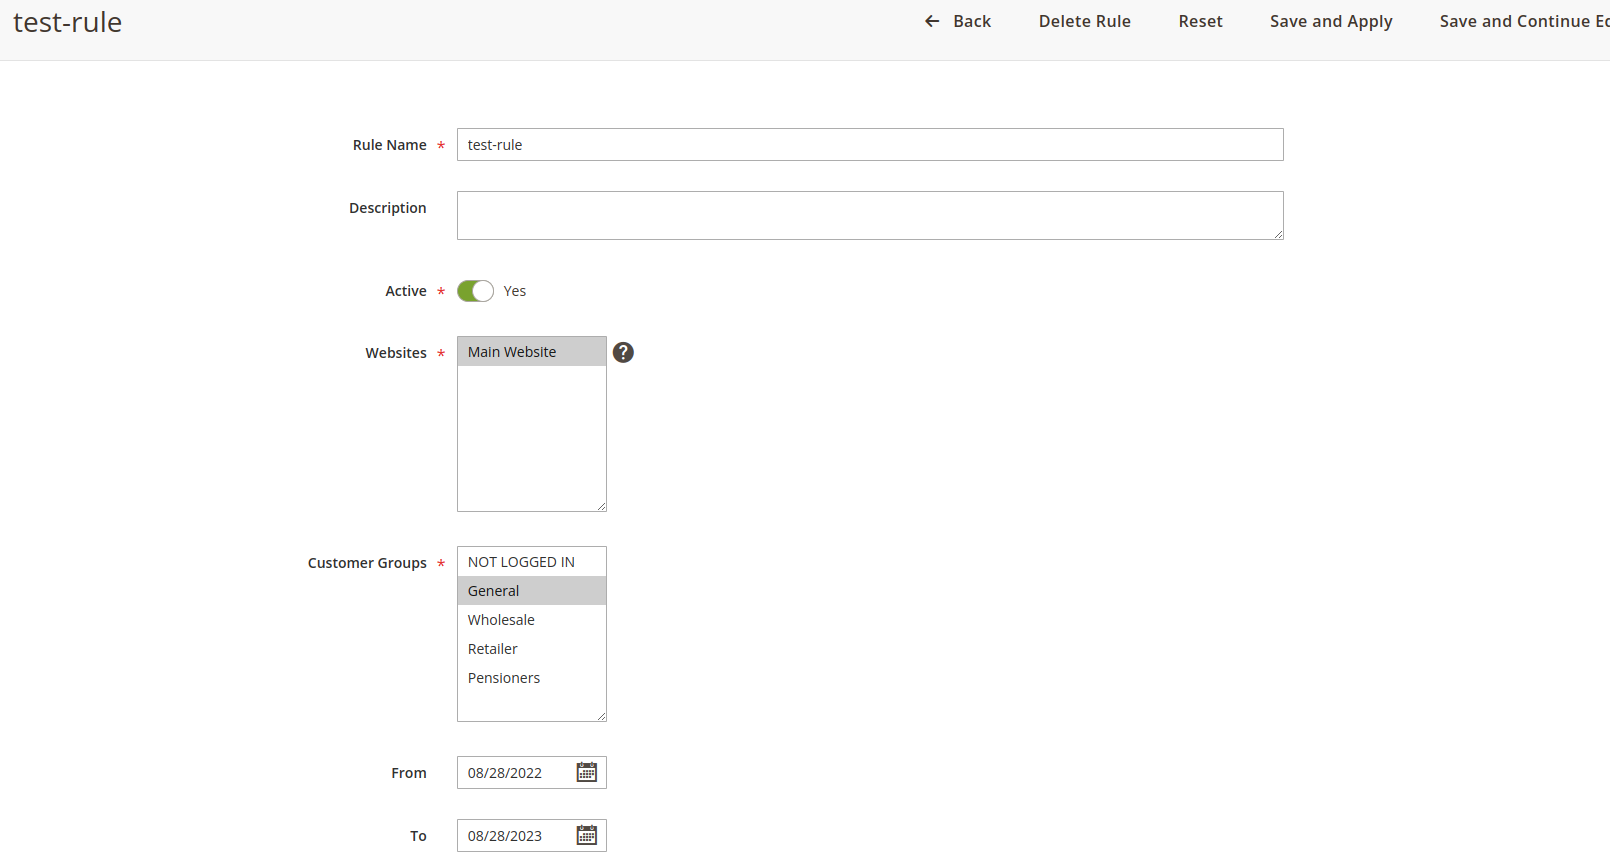 test-rule
Back Delete Rule Reset Save and Apply Save and Continue Ed
Rule Name * test-rule
Description
Active * Yes
Websites * Main Website ?
Customer Groups * NOT LOGGED IN
General
Wholesale
Retailer
Pensioners
From 08/28/2022
To 08/28/2023